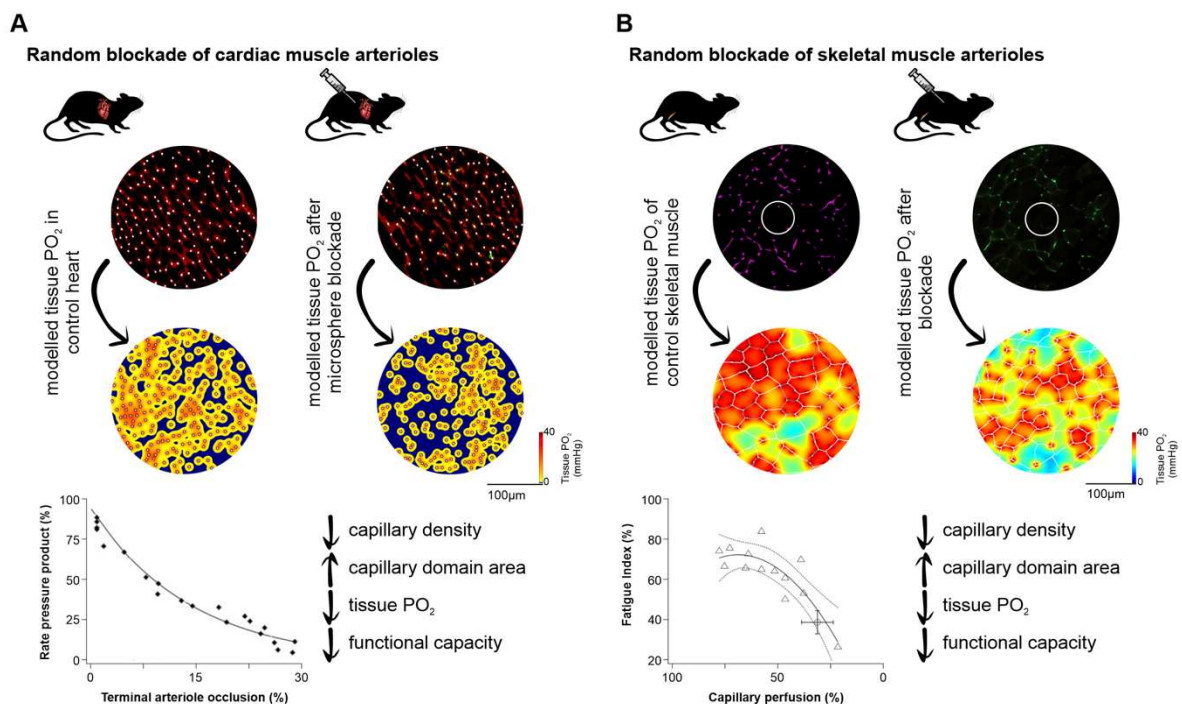 A
Random blockade of cardiac muscle arterioles
modelled tissue PO₂ in
control heart
modelled tissue PO₂ after
microsphere blockade
40
0
Tissue PO₂
(mmHg)
100μm
Rate pressure product (%)
100
75
50
25
0
0
15
30
Terminal arteriole occlusion (%)
capillary density
capillary domain area
tissue PO₂
functional capacity
B
Random blockade of skeletal muscle arterioles
modelled tissue PO₂ of
control skeletal muscle
modelled tissue PO₂ after
blockade
40
0
Tissue PO₂
(mmHg)
100μm
Fatigue Index (%)
100
80
60
40
20
100
50
0
Capillary perfusion (%)
capillary density
capillary domain area
tissue PO₂
functional capacity